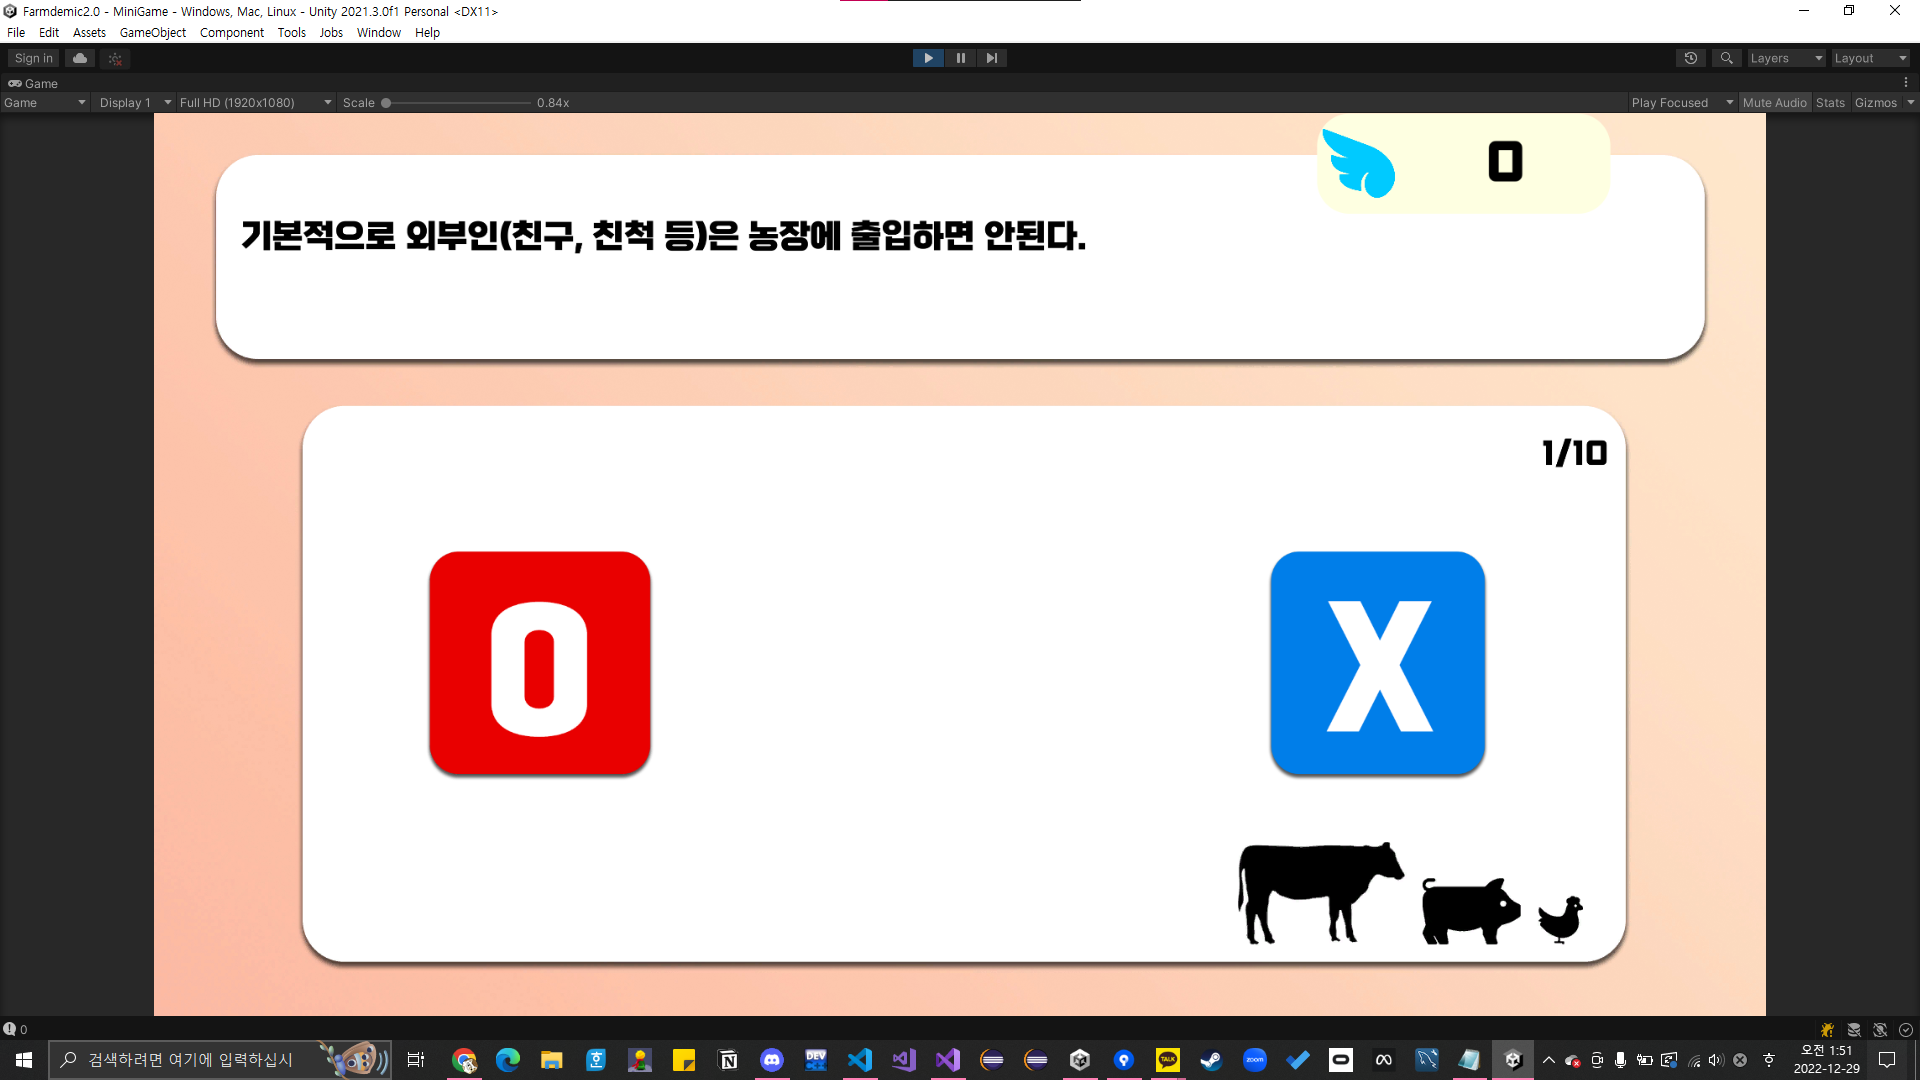 Farmdemic2.0 - MiniGame - Windows, Mac, Linux - Unity 2021.3.0f1 Personal <DX11>
File Edit Assets GameObject Component Tools Jobs Window Help
Sign in Layers Layout
Game
Game Display 1 Full HD (1920x1080) Scale 0.84x Play Focused Mute Audio Stats Gizmos
0
기본적으로 외부인(친구, 친척 등)은 농장에 출입하면 안된다.
1/10
O X
0
검색하려면 여기에 입력하십시
DEV
TALK
zoom
오전 1:51
2022-12-29